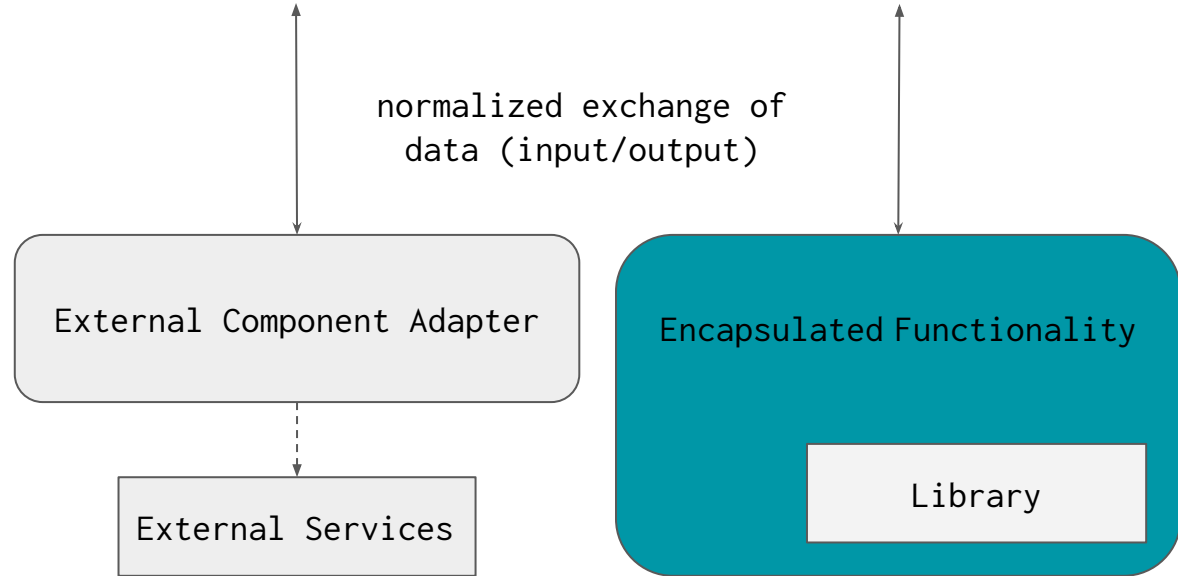 normalized exchange of
data (input/output)
External Component Adapter
Encapsulated Functionality
Library
External Services